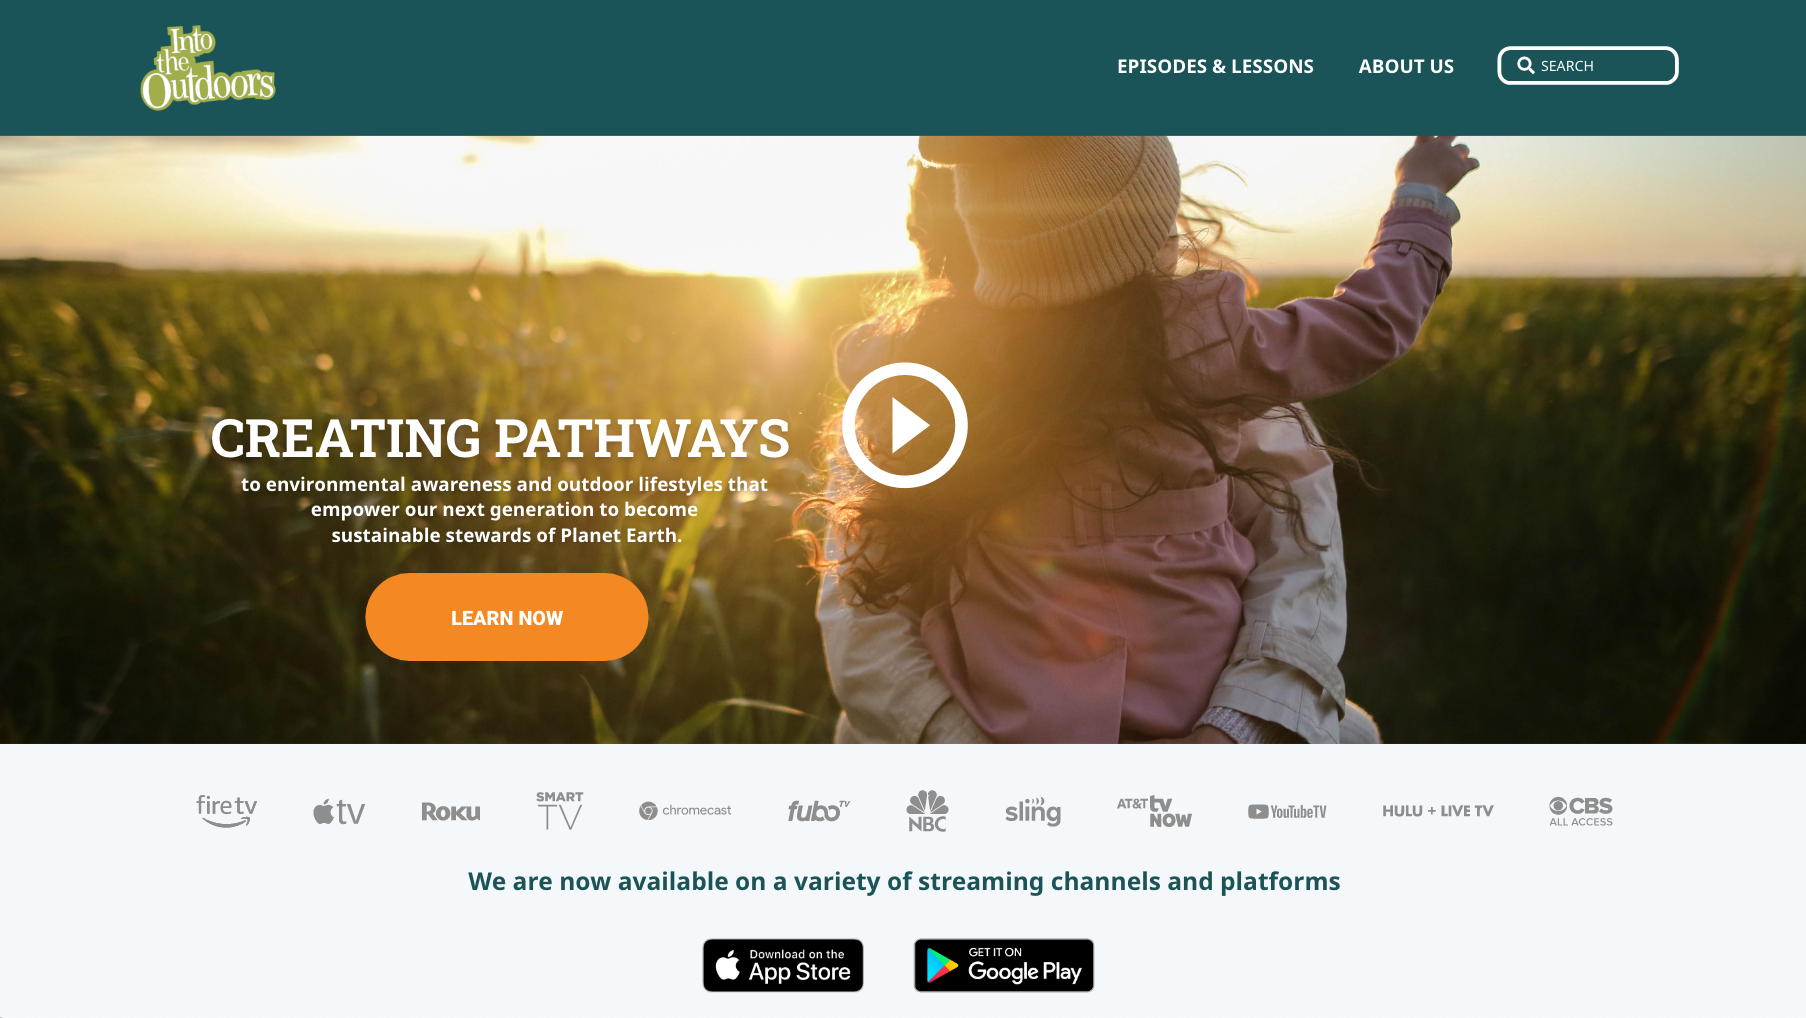 Into
the
Outdoors
EPISODES & LESSONS
ABOUT US
SEARCH
CREATING PATHWAYS
to environmental awareness and outdoor lifestyles that
empower our next generation to become
sustainable stewards of Planet Earth.
LEARN NOW
fire tv
tv
ROKU
SMART
TV
chromecast
fubo TV
NBC
sling
AT&T tv
NOW
YouTubeTV
HULU + LIVE TV
CBS
ALL ACCESS
We are now available on a variety of streaming channels and platforms
Download on the
App Store
GET IT ON
Google Play